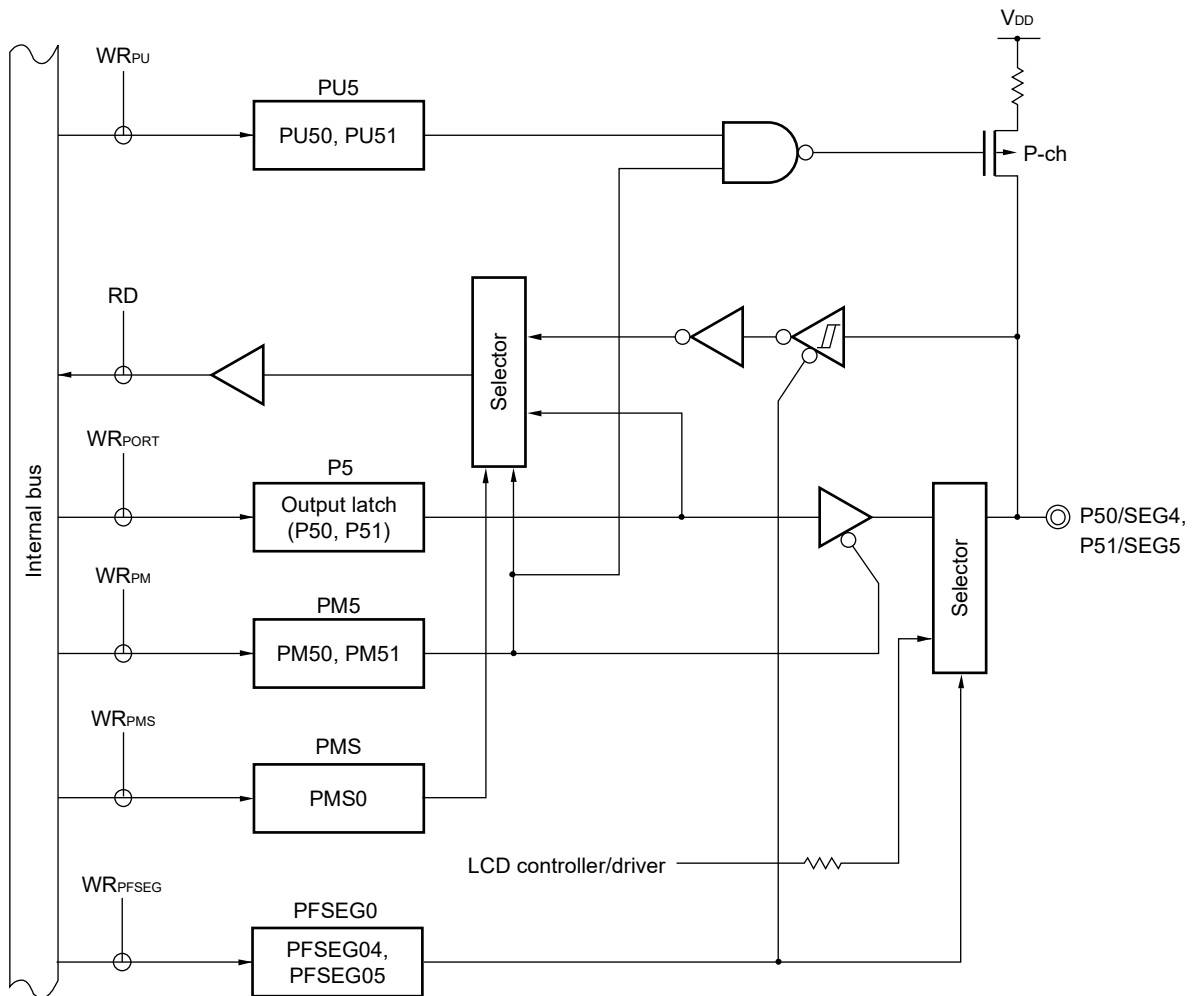 VDD
WRPU
PU5
PU50, PU51
P-ch
RD
Selector
WRPORT
P5
Output latch
(P50, P51)
P50/SEG4,
P51/SEG5
Internal bus
Selector
WRPM
PM5
PM50, PM51
WRPMS
PMS
PMS0
LCD controller/driver
WRPFSEG
PFSEG0
PFSEG04,
PFSEG05